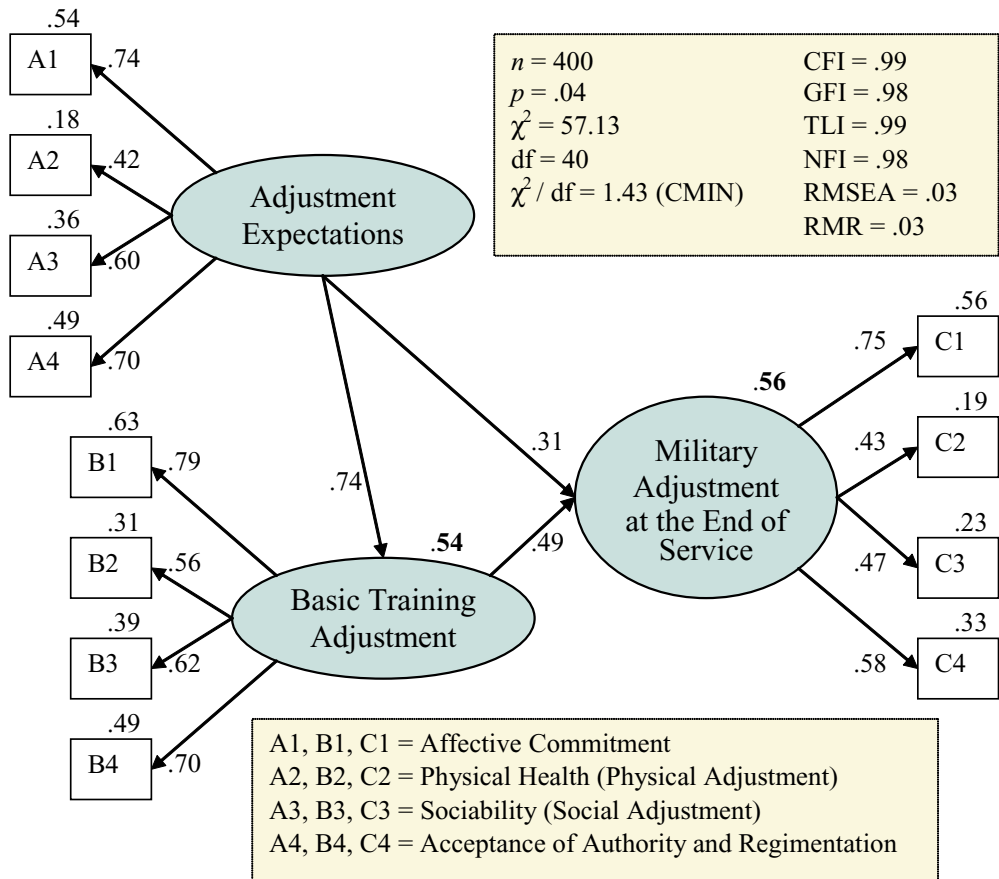 .54
A1
.74
.18
A2
.42
.36
A3
.60
.49
A4
.70
Adjustment
Expectations
n = 400
p = .04
χ² = 57.13
df = 40
χ² / df = 1.43 (CMIN)
CFI = .99
GFI = .98
TLI = .99
NFI = .98
RMSEA = .03
RMR = .03
.74
.31
.49
.63
B1
.79
.31
B2
.56
.39
B3
.62
.49
B4
.70
.54
Basic Training
Adjustment
.56
Military
Adjustment
at the End of
Service
.56
.75
C1
.19
.43
C2
.23
.47
C3
.33
.58
C4
A1, B1, C1 = Affective Commitment
A2, B2, C2 = Physical Health (Physical Adjustment)
A3, B3, C3 = Sociability (Social Adjustment)
A4, B4, C4 = Acceptance of Authority and Regimentation